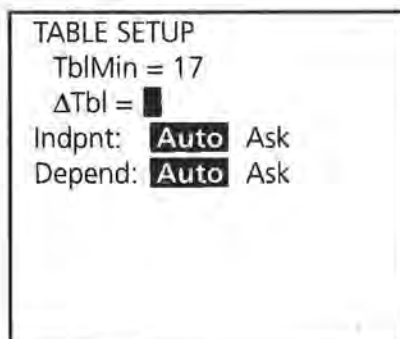 TABLE SETUP
TblMin = 17
ΔTbl =
Indpnt: Auto Ask
Depend: Auto Ask